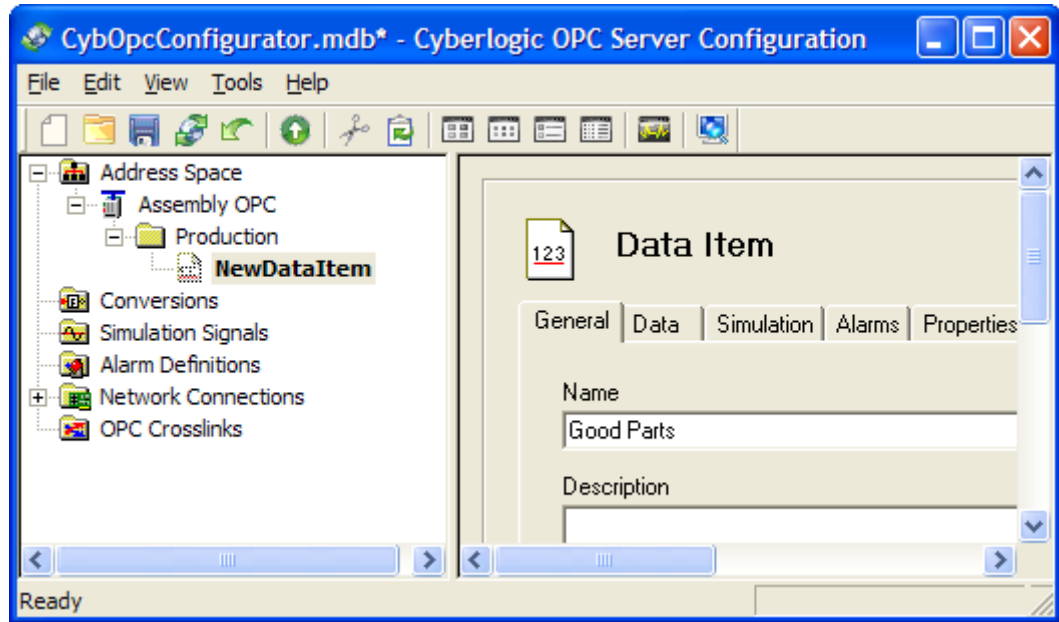 CybOpcConfigurator.mdb* - Cyberlogic OPC Server Configuration
File Edit View Tools Help
Address Space
Assembly OPC
Production
NewDataItem
Conversions
Simulation Signals
Alarm Definitions
Network Connections
OPC Crosslinks
123
Data Item
General Data Simulation Alarms Properties
Name
Good Parts
Description
Ready